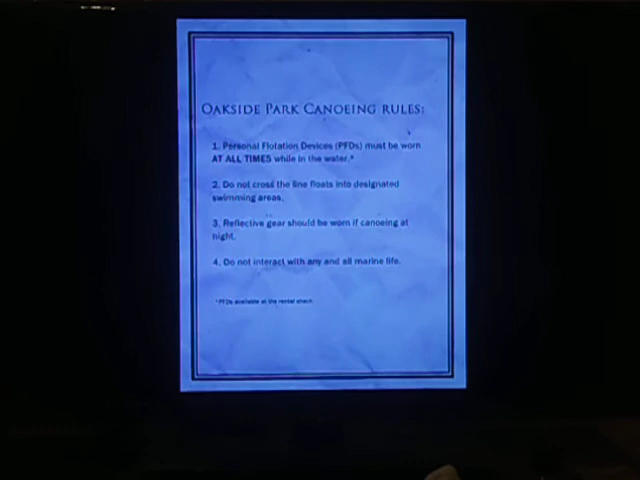 OAKSIDE PARK CANOEING RULES:
1. Personal Flotation Devices (PFDs) must be worn
AT ALL TIMES while in the water.*
2. Do not cross the line floats into designated
swimming areas.
3. Reflective gear should be worn if canoeing at
night.
4. Do not interact with any and all marine life.
*PFDs available at the rental shack